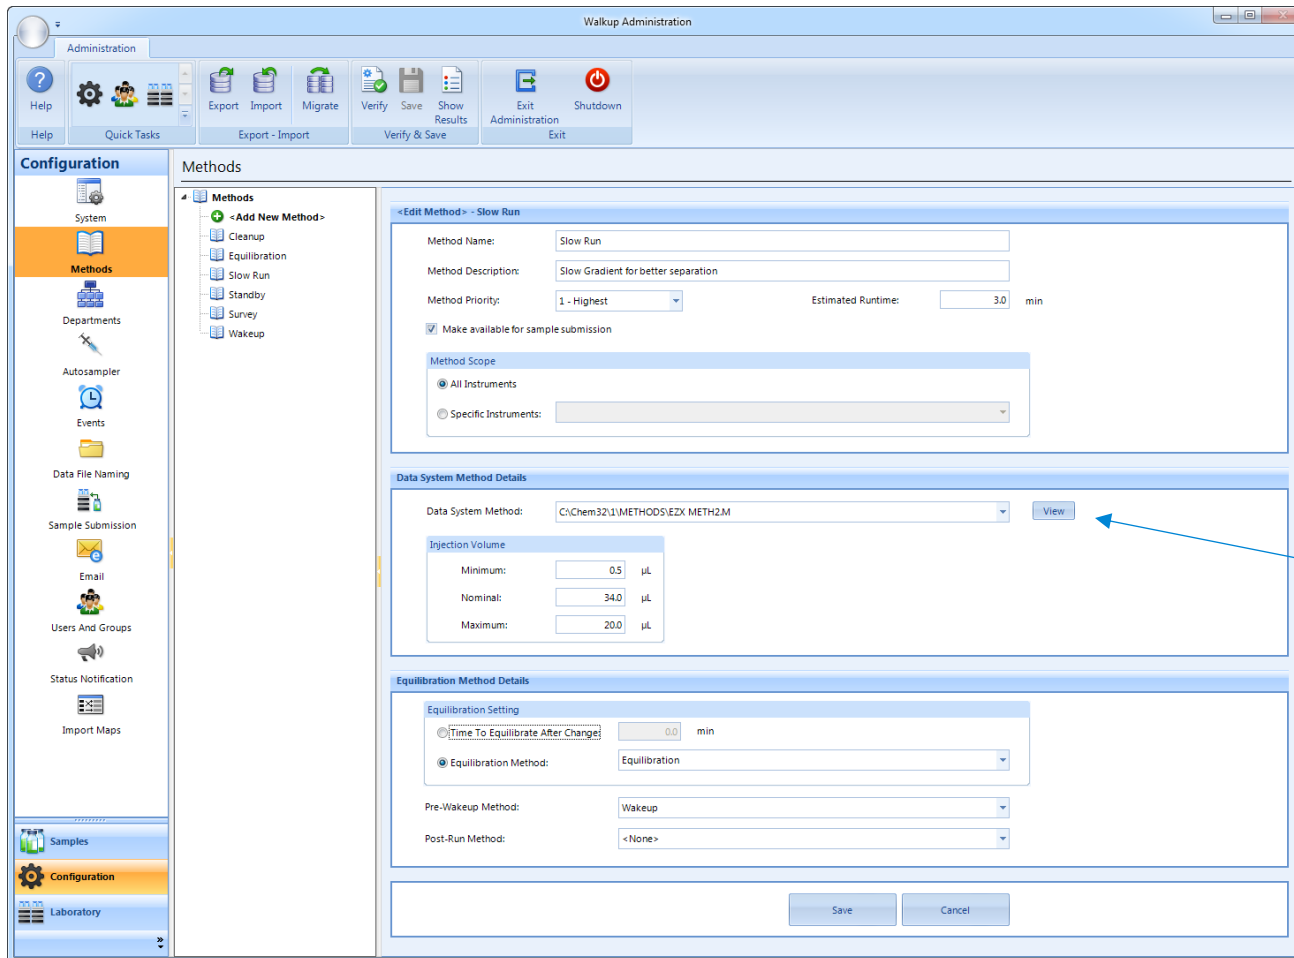 Walkup Administration
Administration
Help
Export
Import
Migrate
Verify
Save
Show Results
Exit Administration
Shutdown
Help
Quick Tasks
Export - Import
Verify & Save
Exit
Configuration
System
Methods
Departments
Autosampler
Events
Data File Naming
Sample Submission
Email
Users And Groups
Status Notification
Import Maps
Samples
Configuration
Laboratory
Methods
Methods
<Add New Method>
Cleanup
Equilibration
Slow Run
Standby
Survey
Wakeup
<Edit Method> - Slow Run
Method Name: Slow Run
Method Description: Slow Gradient for better separation
Method Priority: 1 - Highest Estimated Runtime: 3.0 min
Make available for sample submission
Method Scope
All Instruments
Specific Instruments:
Data System Method Details
Data System Method: C:\Chem32\1\METHODS\EZX METH2.M View
Injection Volume
Minimum: 0.5 µL
Nominal: 34.0 µL
Maximum: 20.0 µL
Equilibration Method Details
Equilibration Setting
Time To Equilibrate After Change: 0.0 min
Equilibration Method: Equilibration
Pre-Wakeup Method: Wakeup
Post-Run Method: <None>
Save Cancel